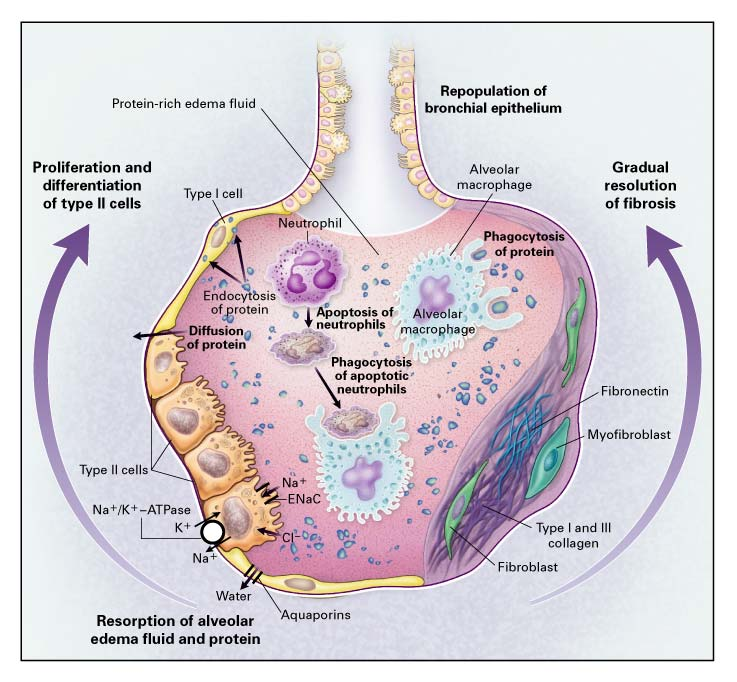 Protein-rich edema fluid
Repopulation of
bronchial epithelium
Proliferation and
differentiation
of type II cells
Type I cell
Alveolar
macrophage
Gradual
resolution
of fibrosis
Neutrophil
Phagocytosis
of protein
Endocytosis
of protein
Apoptosis of
neutrophils
Alveolar
macrophage
Diffusion
of protein
Phagocytosis
of apoptotic
neutrophils
Fibronectin
Myofibroblast
Type II cells
Na+
ENaC
Na+/K+–ATPase
K+
Cl–
Na+
Type I and III
collagen
Fibroblast
Water
Aquaporins
Resorption of alveolar
edema fluid and protein